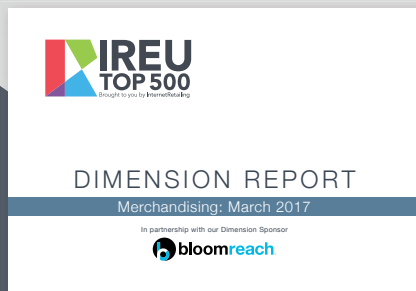 IREU
TOP 500
Brought to you by InternetRetailing
DIMENSION REPORT
Merchandising: March 2017
In partnership with our Dimension Sponsor
bloomreach